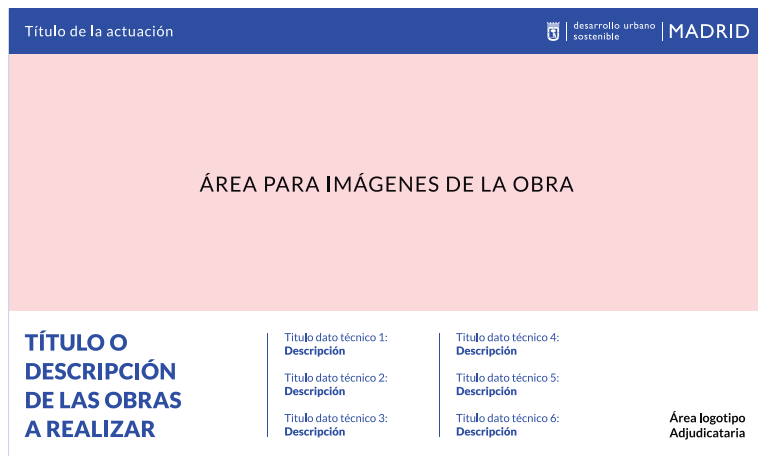 Título de la actuación
desarrollo urbano
sostenible
MADRID
ÁREA PARA IMÁGENES DE LA OBRA
TÍTULO O
DESCRIPCIÓN
DE LAS OBRAS
A REALIZAR
Titulo dato técnico 1:
Descripción
Titulo dato técnico 2:
Descripción
Titulo dato técnico 3:
Descripción
Titulo dato técnico 4:
Descripción
Titulo dato técnico 5:
Descripción
Titulo dato técnico 6:
Descripción
Área logotipo
Adjudicataria